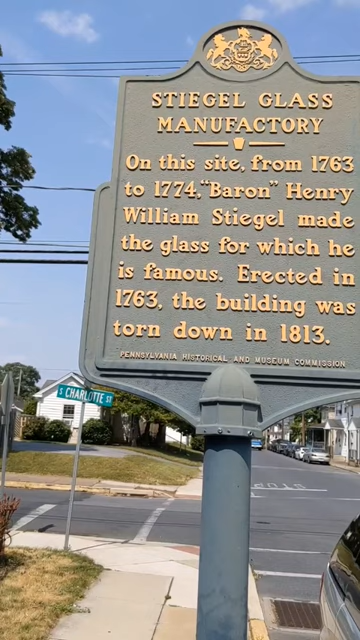 STIEGEL GLASS
MANUFACTORY
On this site, from 1763
to 1774, "Baron" Henry
William Stiegel made
the glass for which he
is famous. Erected in
1763, the building was
torn down in 1813.
PENNSYLVANIA HISTORICAL AND MUSEUM COMMISSION
S CHARLOTTE ST
STOP